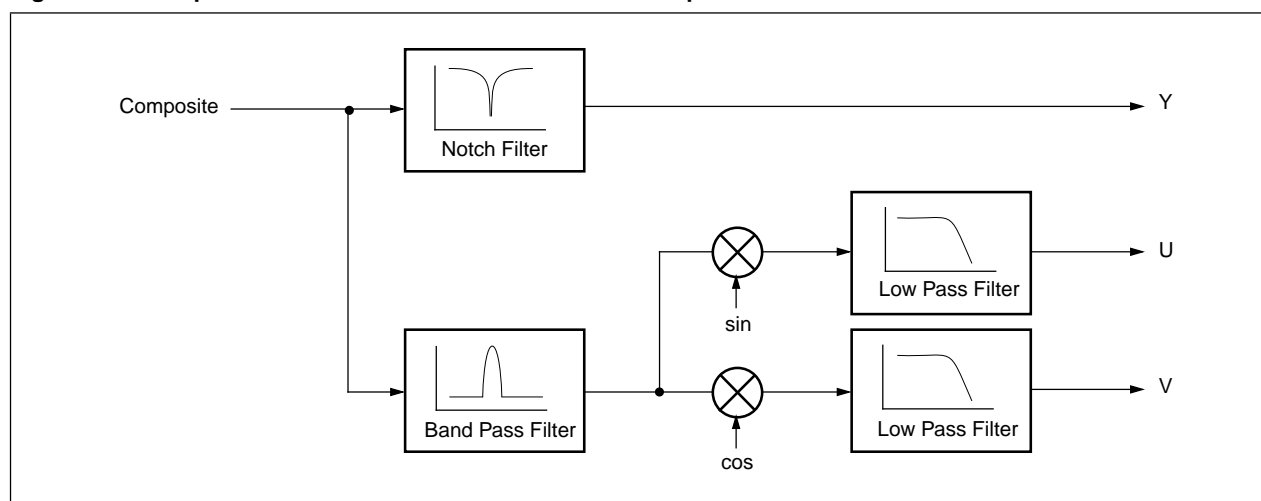 Composite
Notch Filter
Y
Low Pass Filter
U
sin
Band Pass Filter
Low Pass Filter
V
cos